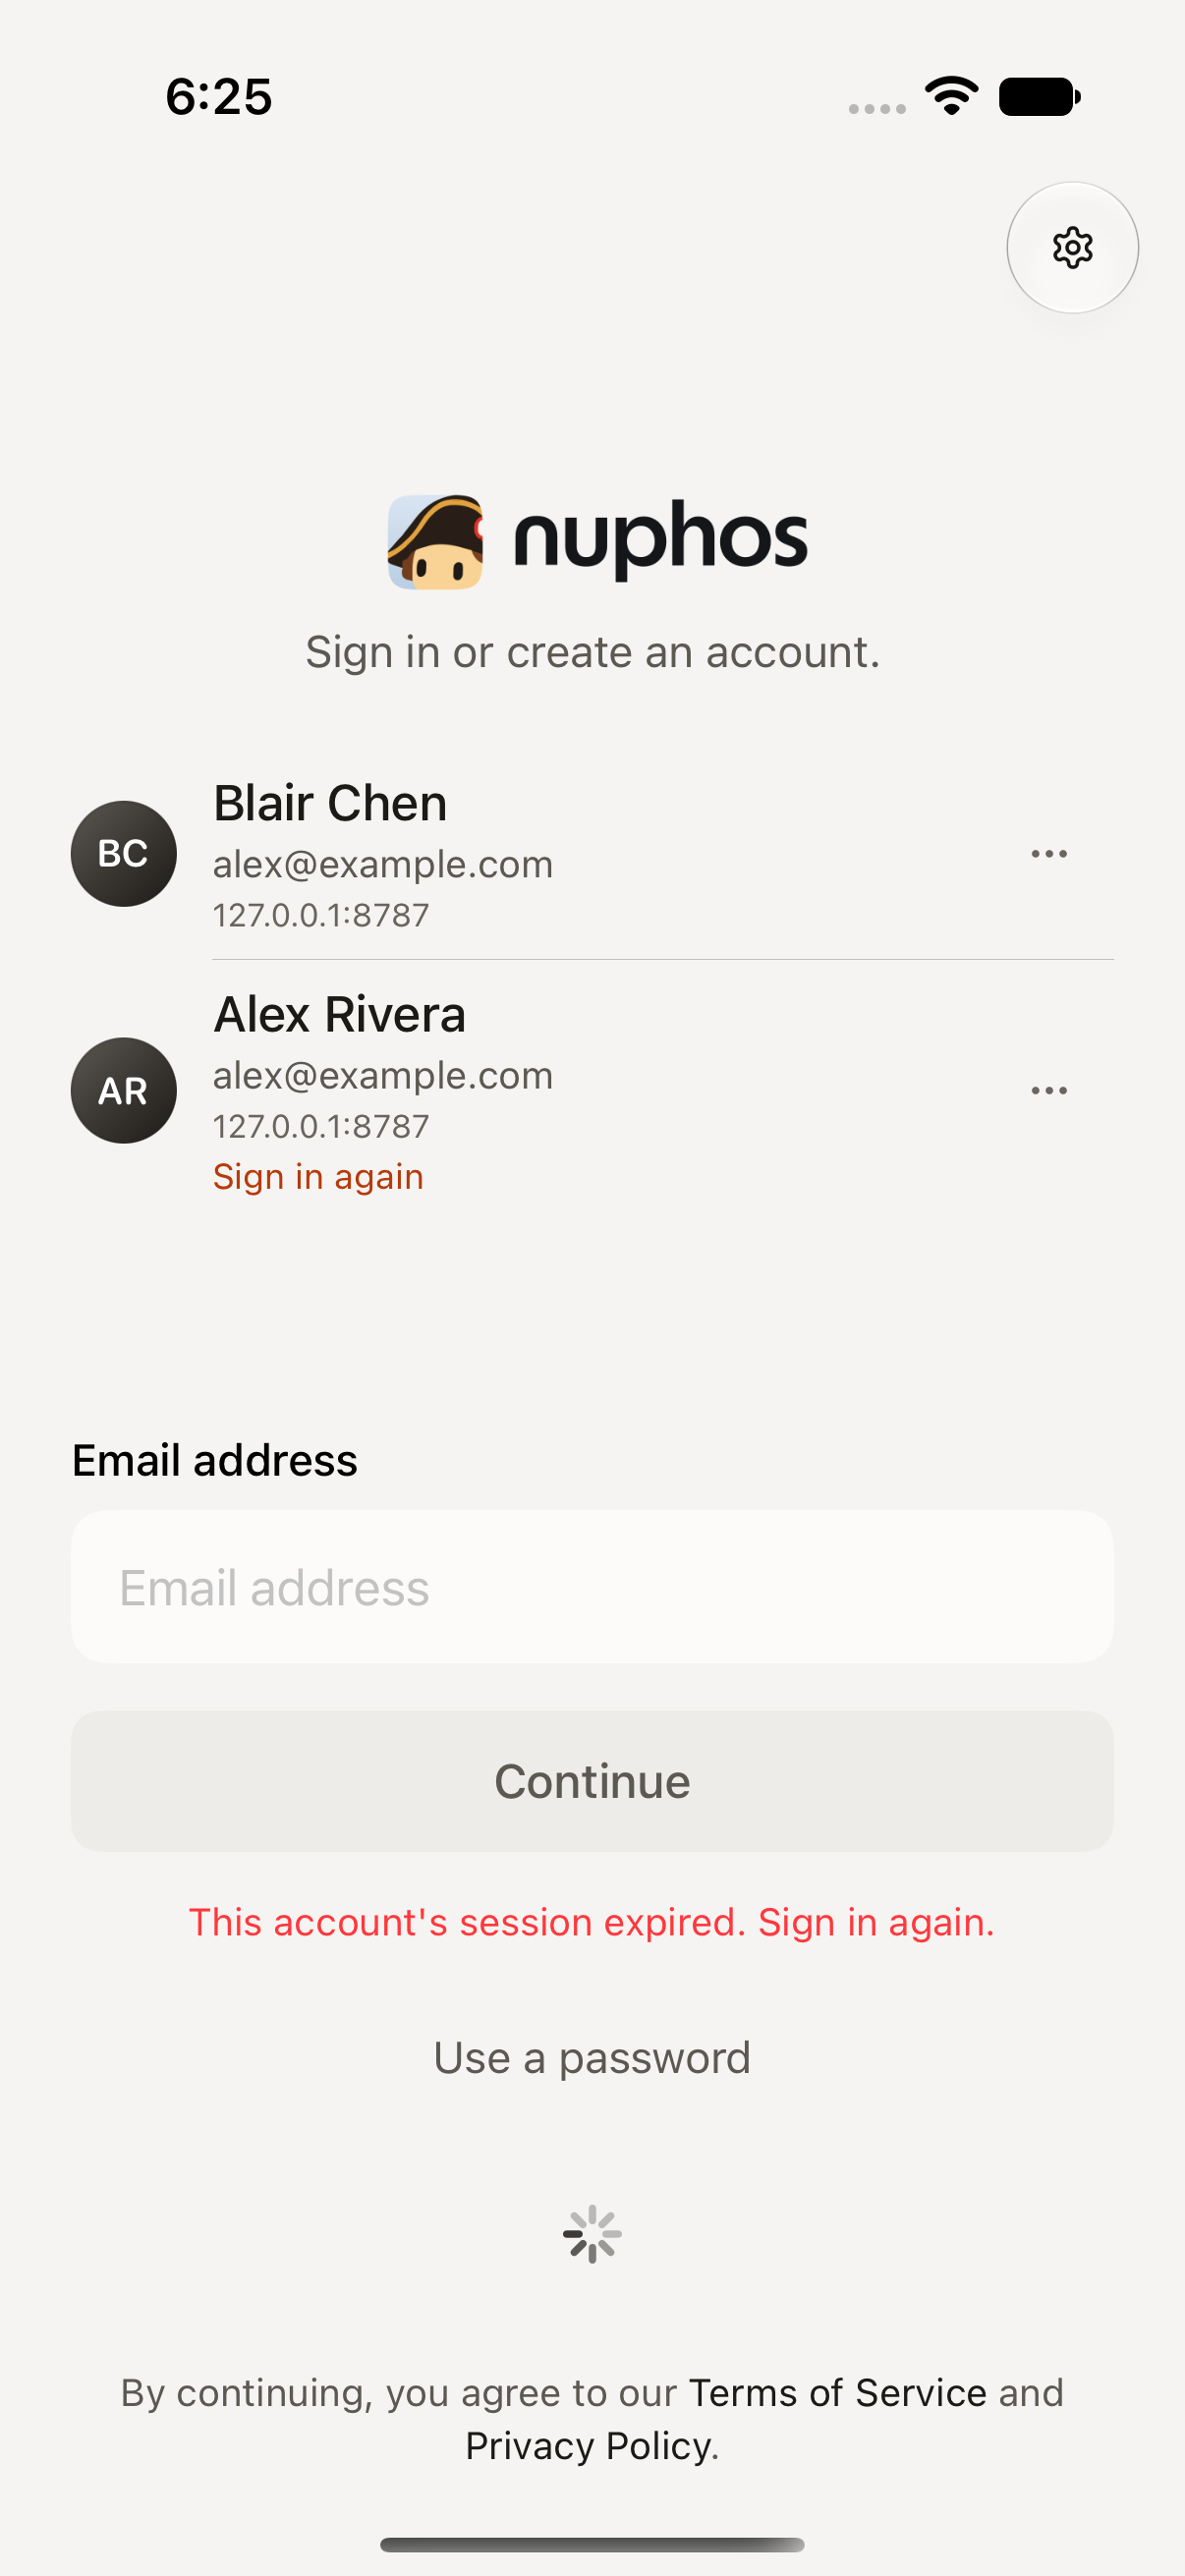 6:25
nuphos
Sign in or create an account.
BC
Blair Chen
alex@example.com
127.0.0.1:8787
AR
Alex Rivera
alex@example.com
127.0.0.1:8787
Sign in again
Email address
Email address
Continue
This account's session expired. Sign in again.
Use a password
By continuing, you agree to our Terms of Service and
Privacy Policy.